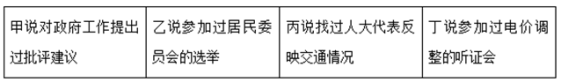 甲说对政府工作提出
过批评建议
乙说参加过居民委
员会的选举
丙说找过人大代表反
映交通情况
丁说参加过电价调
整的听证会